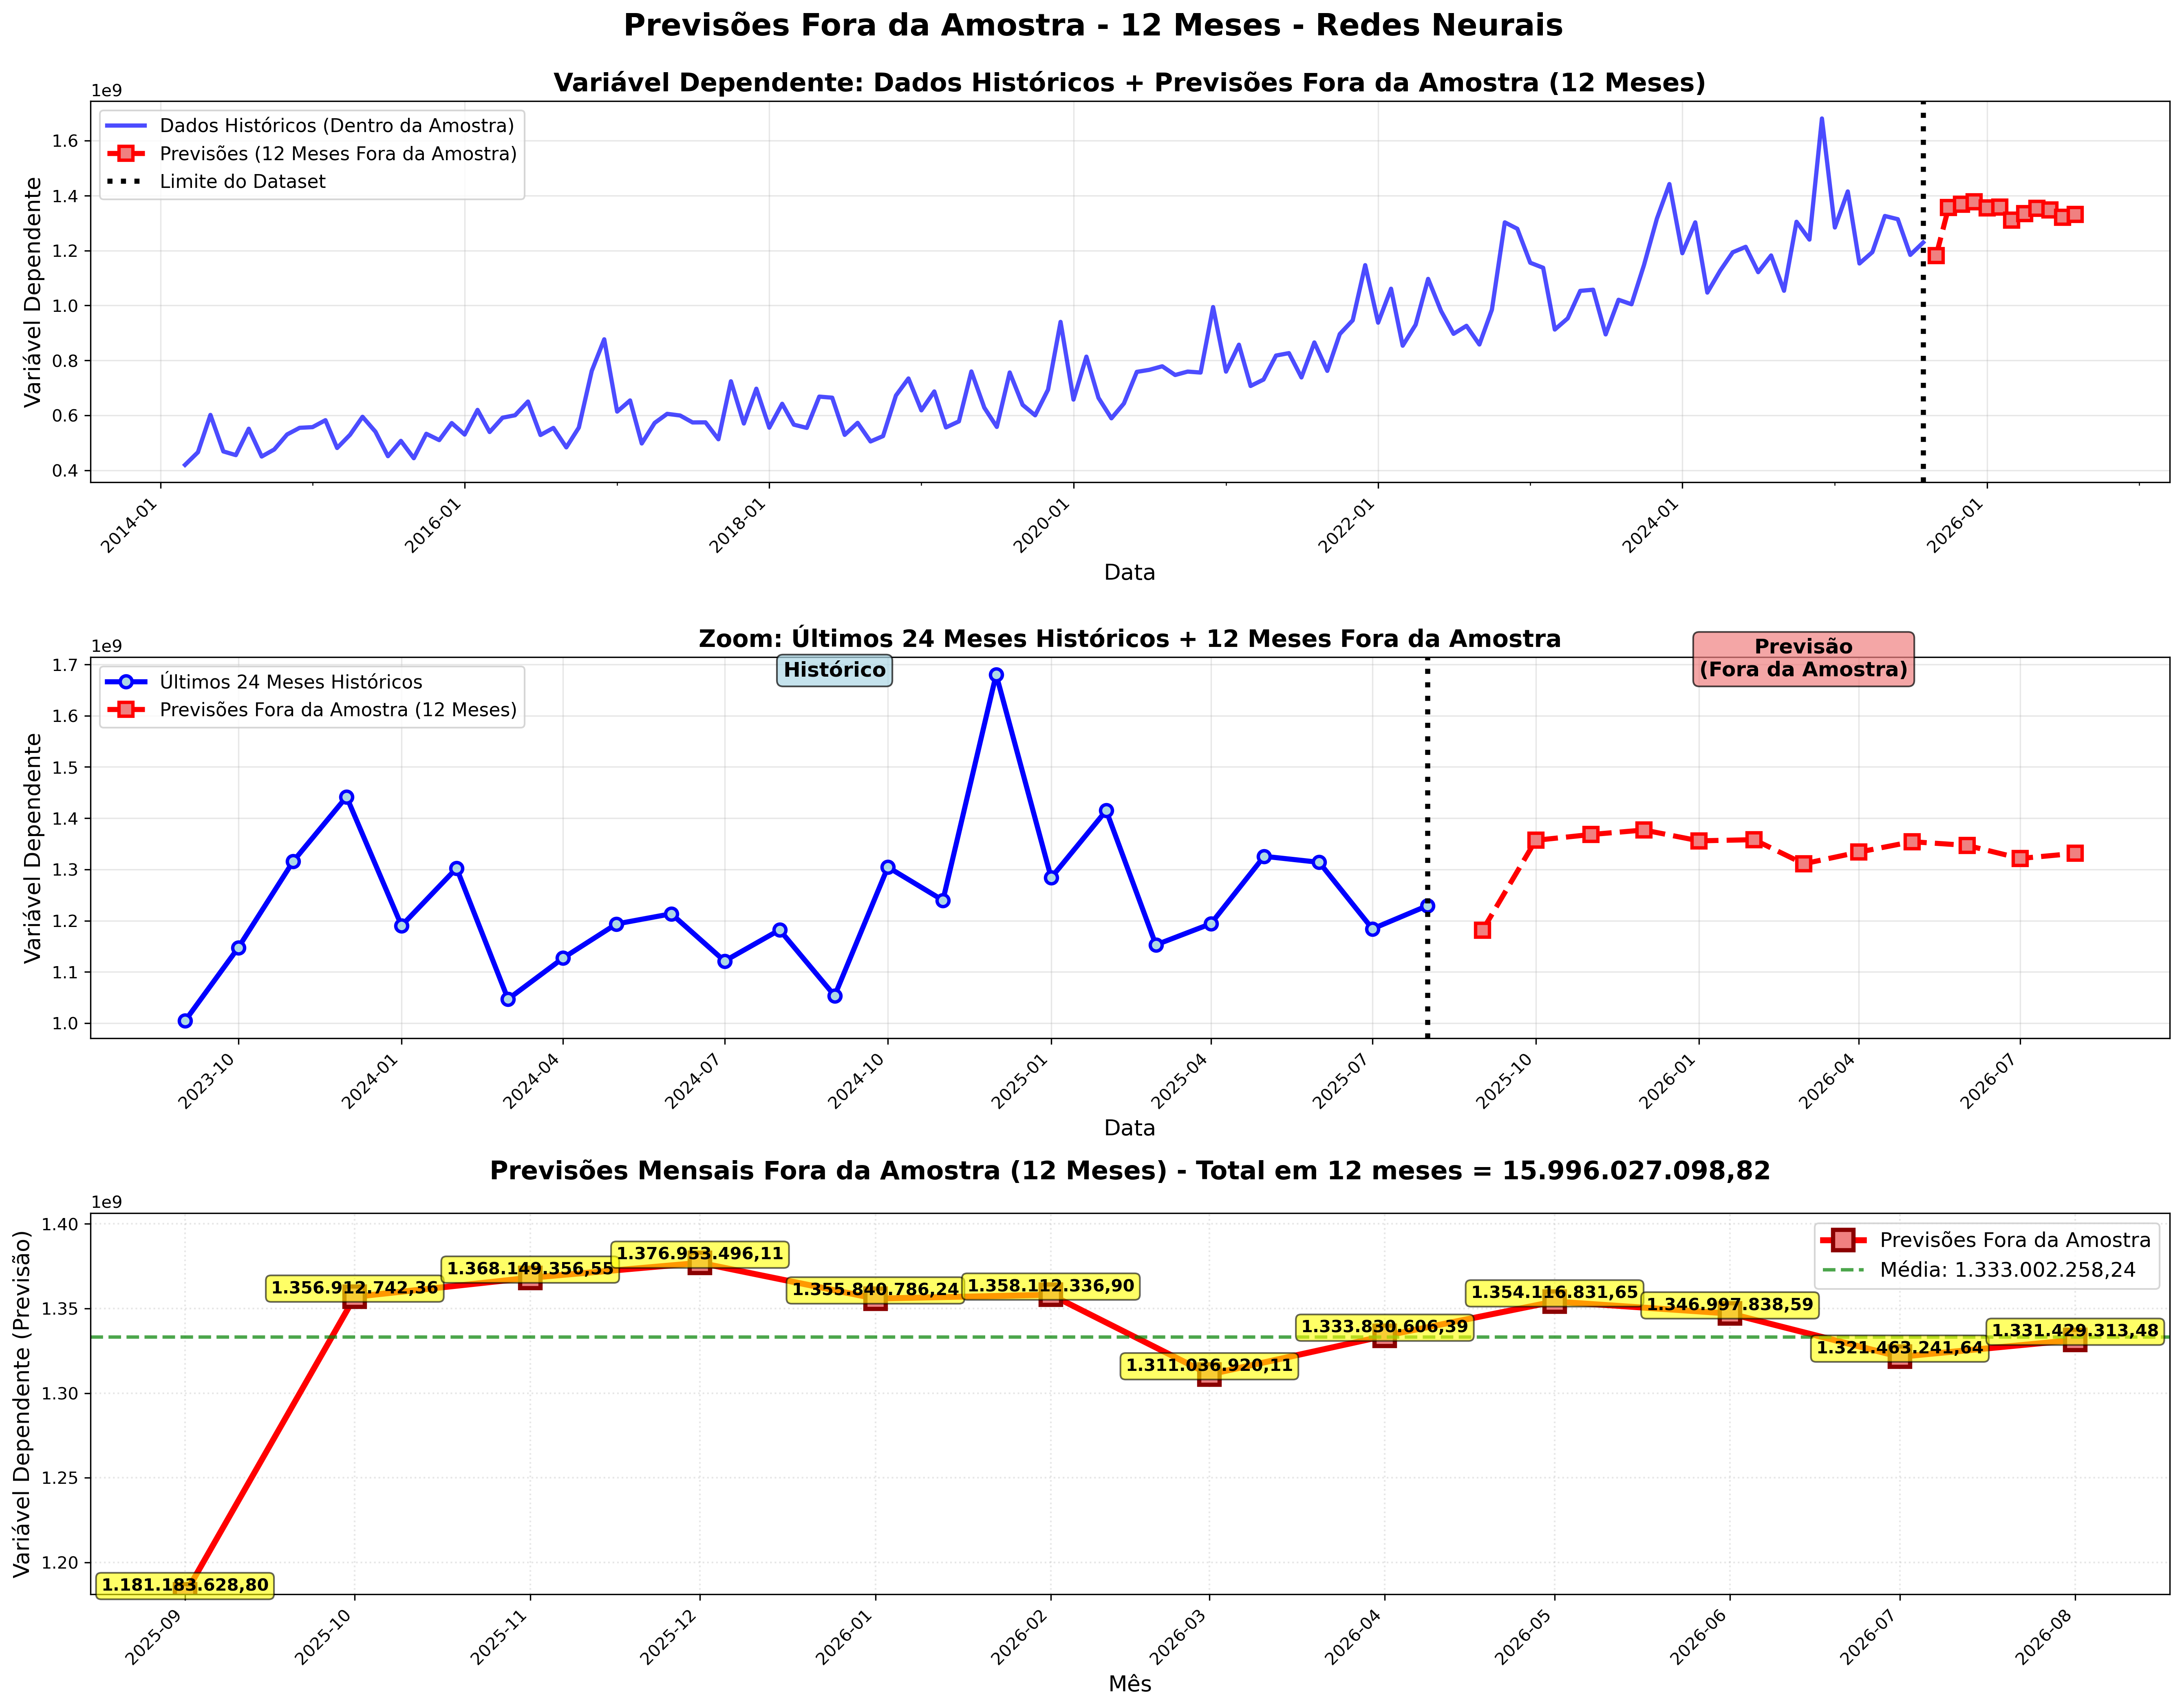 Previsões Fora da Amostra - 12 Meses - Redes Neurais
Variável Dependente: Dados Históricos + Previsões Fora da Amostra (12 Meses)
1e9
Dados Históricos (Dentro da Amostra)
Previsões (12 Meses Fora da Amostra)
Limite do Dataset
Variável Dependente
1.6
1.4
1.2
1.0
0.8
0.6
0.4
2014-01
2016-01
2018-01
2020-01
2022-01
2024-01
2026-01
Data
Zoom: Últimos 24 Meses Históricos + 12 Meses Fora da Amostra
1e9
Últimos 24 Meses Históricos
Previsões Fora da Amostra (12 Meses)
Histórico
Previsão
(Fora da Amostra)
Variável Dependente
1.7
1.6
1.5
1.4
1.3
1.2
1.1
1.0
2023-10
2024-01
2024-04
2024-07
2024-10
2025-01
2025-04
2025-07
2025-10
2026-01
2026-04
2026-07
Data
Previsões Mensais Fora da Amostra (12 Meses) - Total em 12 meses = 15.996.027.098,82
1e9
Previsões Fora da Amostra
Média: 1.333.002.258,24
Variável Dependente (Previsão)
1.40
1.35
1.30
1.25
1.20
1.181.183.628,80
1.356.912.742,36
1.368.149.356,55
1.376.953.496,11
1.355.840.786,24
1.358.112.336,90
1.311.036.920,11
1.333.830.606,39
1.354.116.831,65
1.346.997.838,59
1.321.463.241,64
1.331.429.313,48
2025-09
2025-10
2025-11
2025-12
2026-01
2026-02
2026-03
2026-04
2026-05
2026-06
2026-07
2026-08
Mês